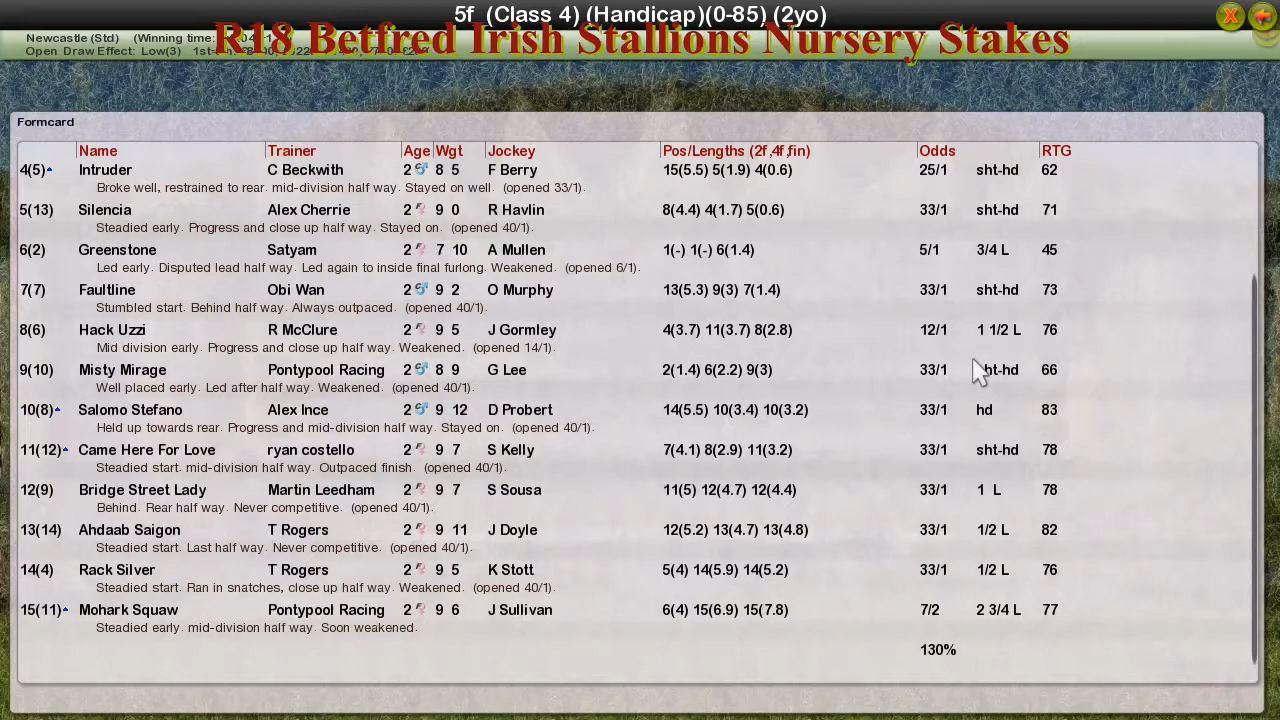 5f (Class 4) (Handicap)(0-85) (2yo)
R18 Betfred Irish Stallions Nursery Stakes
Newcastle (Std) (Winning time:
Open Draw Effect: Low(3)
Formcard
Name Trainer Age Wgt Jockey Pos/Lengths (2f,4f,fin) Odds RTG
4(5) Intruder C Beckwith 2 8 5 F Berry 15(5.5) 5(1.9) 4(0.6) 25/1 sht-hd 62
Broke well, restrained to rear. mid-division half way. Stayed on well. (opened 33/1).
5(13) Silencia Alex Cherrie 2 9 0 R Havlin 8(4.4) 4(1.7) 5(0.6) 33/1 sht-hd 71
Steadied early. Progress and close up half way. Stayed on. (opened 40/1).
6(2) Greenstone Satyam 2 7 10 A Mullen 1(-) 1(-) 6(1.4) 5/1 3/4 L 45
Led early. Disputed lead half way. Led again to inside final furlong. Weakened. (opened 6/1).
7(7) Faultline Obi Wan 2 9 2 O Murphy 13(5.3) 9(3) 7(1.4) 33/1 sht-hd 73
Stumbled start. Behind half way. Always outpaced. (opened 40/1).
8(6) Hack Uzzi R McClure 2 9 5 J Gormley 4(3.7) 11(3.7) 8(2.8) 12/1 1 1/2 L 76
Mid division early. Progress and close up half way. Weakened. (opened 14/1).
9(10) Misty Mirage Pontypool Racing 2 8 9 G Lee 2(1.4) 6(2.2) 9(3) 33/1 sht-hd 66
Well placed early. Led after half way. Weakened. (opened 40/1).
10(8) Salomo Stefano Alex Ince 2 9 12 D Probert 14(5.5) 10(3.4) 10(3.2) 33/1 hd 83
Held up towards rear. Progress and mid-division half way. Stayed on. (opened 40/1).
11(12) Came Here For Love ryan costello 2 9 7 S Kelly 7(4.1) 8(2.9) 11(3.2) 33/1 sht-hd 78
Steadied start. mid-division half way. Outpaced finish. (opened 40/1).
12(9) Bridge Street Lady Martin Leedham 2 9 7 S Sousa 11(5) 12(4.7) 12(4.4) 33/1 1 L 78
Behind. Rear half way. Never competitive. (opened 40/1).
13(14) Ahdaab Saigon T Rogers 2 9 11 J Doyle 12(5.2) 13(4.7) 13(4.8) 33/1 1/2 L 82
Steadied start. Last half way. Never competitive. (opened 40/1).
14(4) Rack Silver T Rogers 2 9 5 K Stott 5(4) 14(5.9) 14(5.2) 33/1 1/2 L 76
Steadied start. Ran in snatches, close up half way. Weakened. (opened 40/1).
15(11) Mohark Squaw Pontypool Racing 2 9 6 J Sullivan 6(4) 15(6.9) 15(7.8) 7/2 2 3/4 L 77
Steadied early. mid-division half way. Soon weakened.
130%